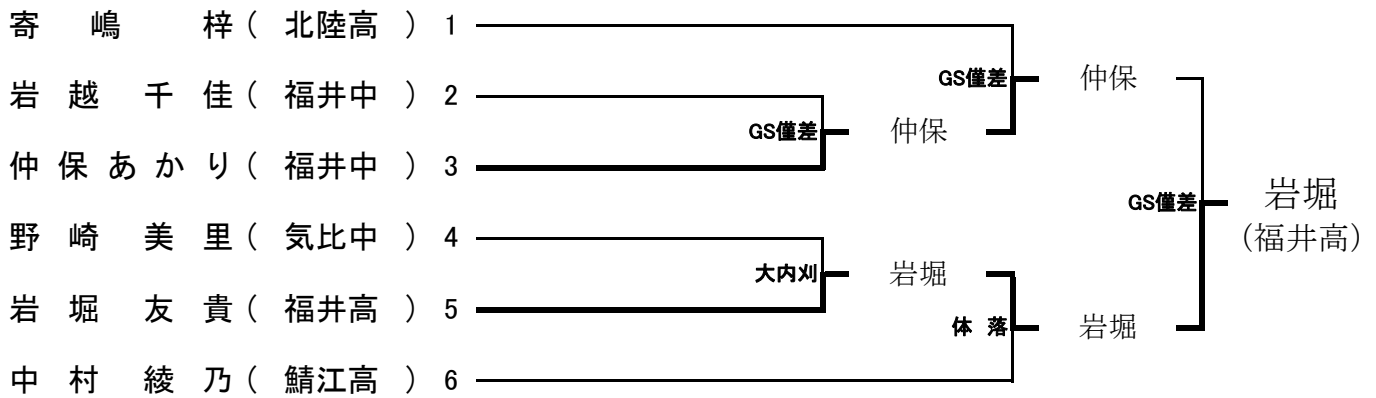 寄嶋梓(北陸高)1
GS僅差 仲保
岩越千佳(福井中)2
GS僅差 仲保
仲保あかり(福井中)3
GS僅差 岩堀
(福井高)
野崎美里(気比中)4
大内刈 岩堀
岩堀友貴(福井高)5
体落 岩堀
中村綾乃(鯖江高)6